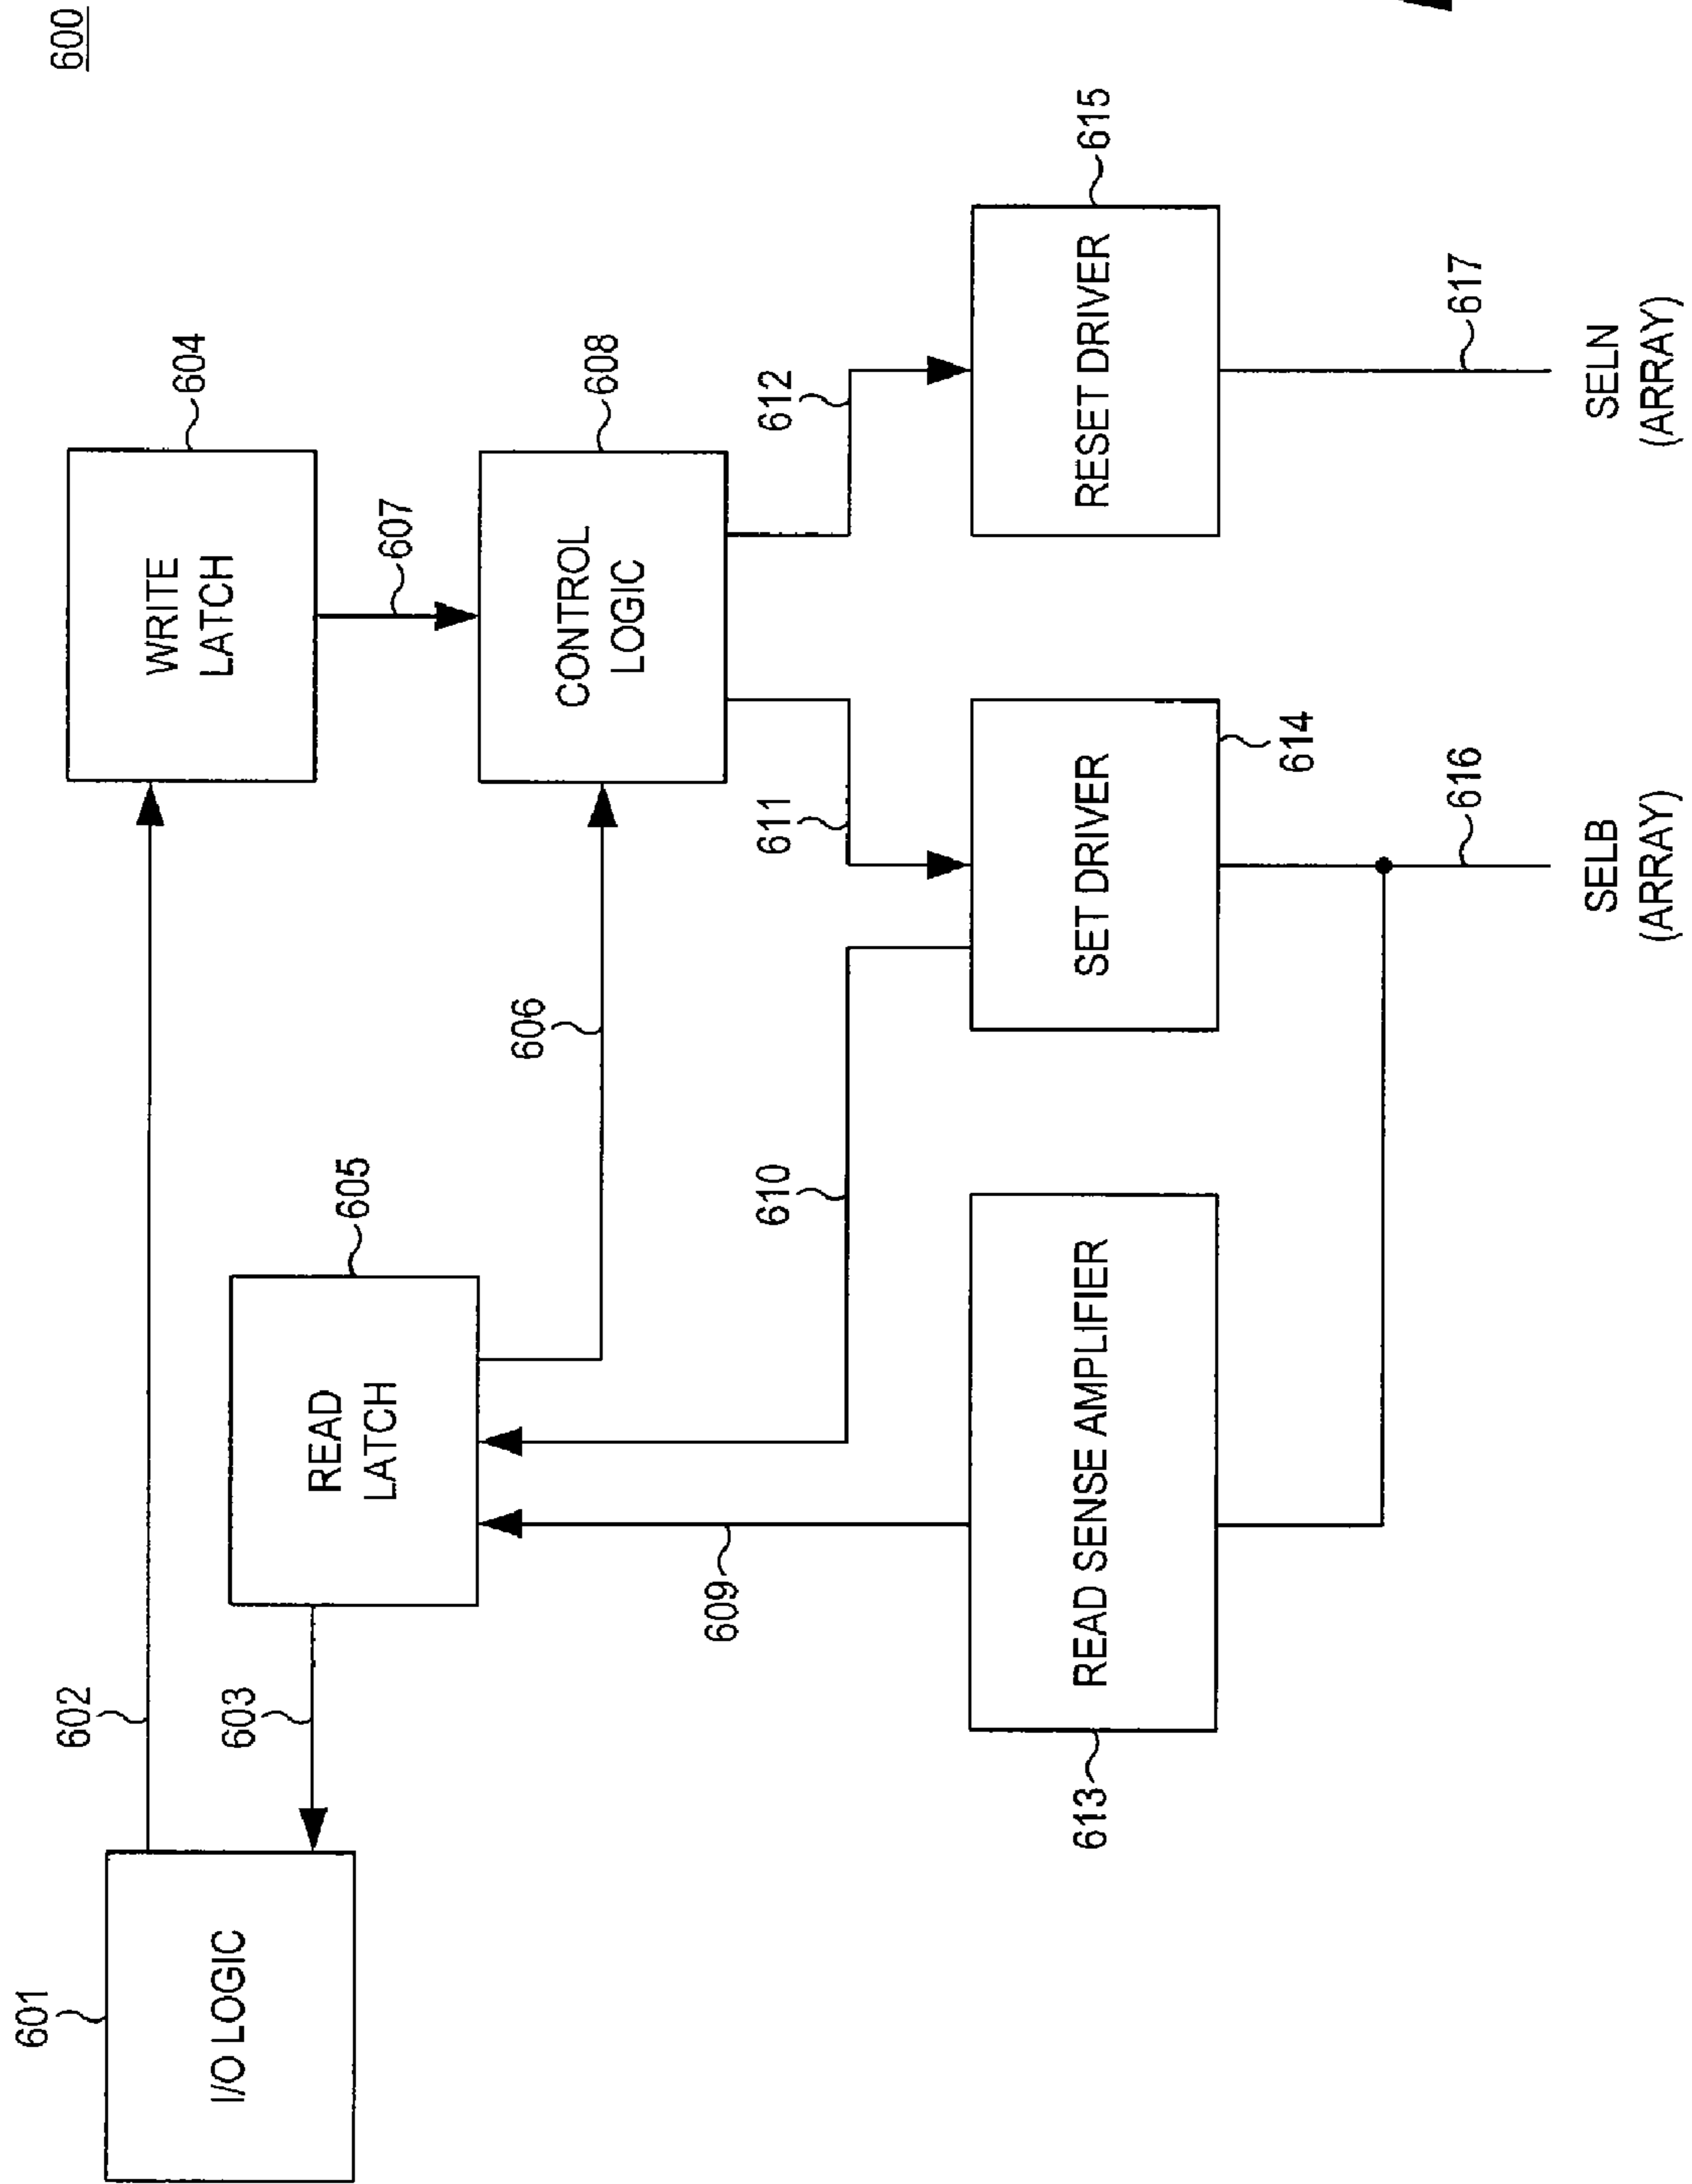 600
601
602
WRITE
LATCH
604
I/O LOGIC
603
READ
LATCH
605
607
606
CONTROL
LOGIC
608
609
610
611
612
613
READ SENSE AMPLIFIER
SET DRIVER
RESET DRIVER
615
614
616
617
SELB
(ARRAY)
SELN
(ARRAY)